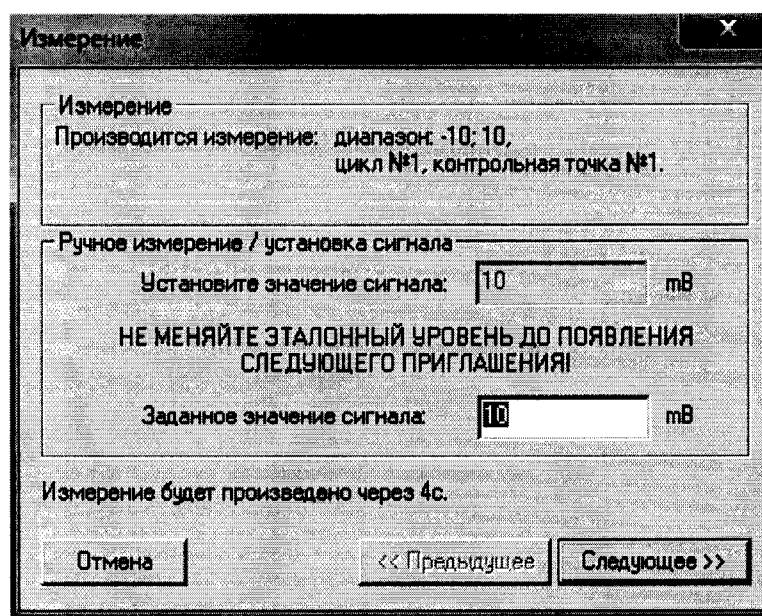 Измерение
X
Измерение
Производится измерение: диапазон: -10; 10,
цикл №1, контрольная точка №1.
Ручное измерение / установка сигнала
Установите значение сигнала: 10 mB
НЕ МЕНЯЙТЕ ЭТАЛОННЫЙ УРОВЕНЬ ДО ПОЯВЛЕНИЯ
СЛЕДУЮЩЕГО ПРИГЛАШЕНИЯ!
Заданное значение сигнала: 10 mB
Измерение будет произведено через 4с.
Отмена << Предыдущее Следующее >>